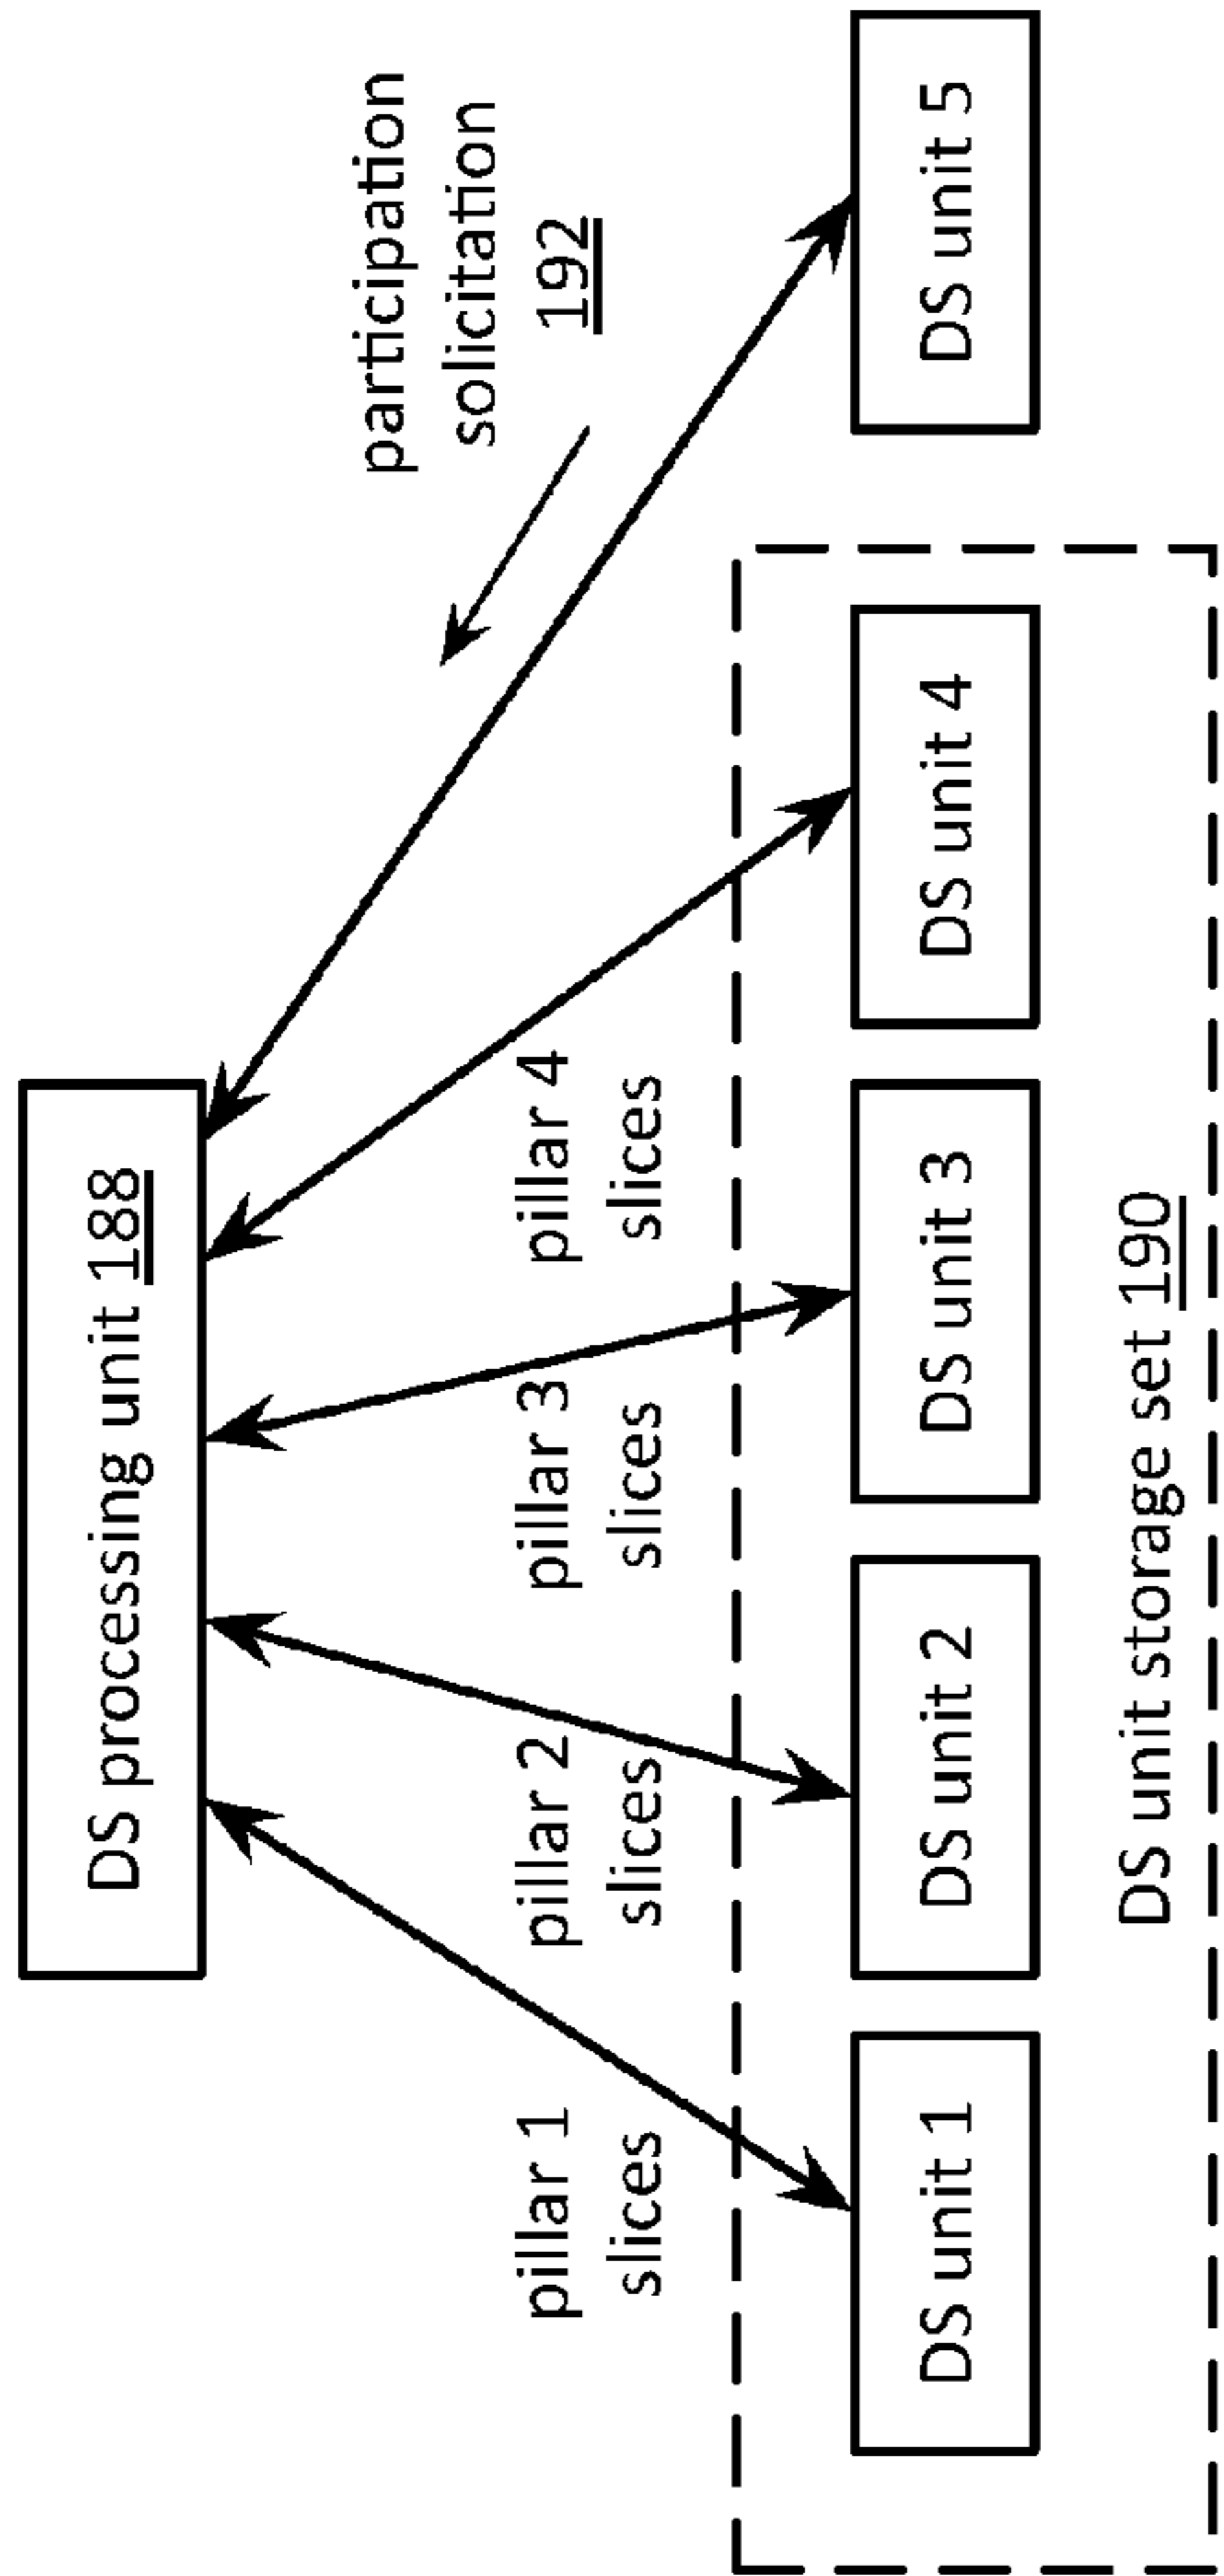 DS processing unit 188
participation
solicitation
192
pillar 1
slices
pillar 2
slices
pillar 3
slices
pillar 4
slices
DS unit 1
DS unit 2
DS unit 3
DS unit 4
DS unit 5
DS unit storage set 190